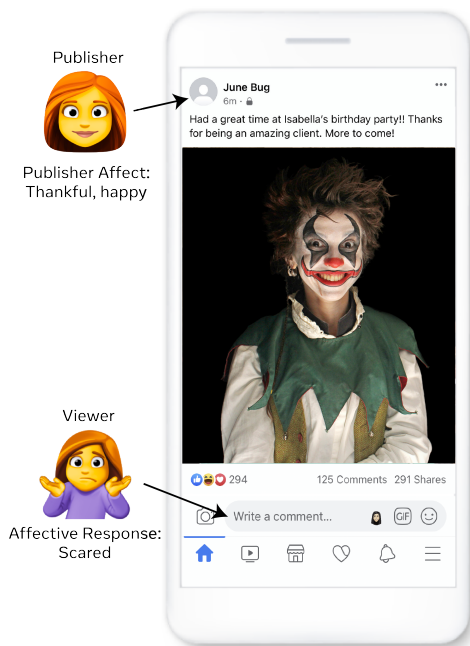 Publisher
June Bug
6m ·
Had a great time at Isabella's birthday party!! Thanks
for being an amazing client. More to come!
Publisher Affect:
Thankful, happy
Viewer
294
125 Comments 291 Shares
Write a comment...
GIF
Affective Response:
Scared